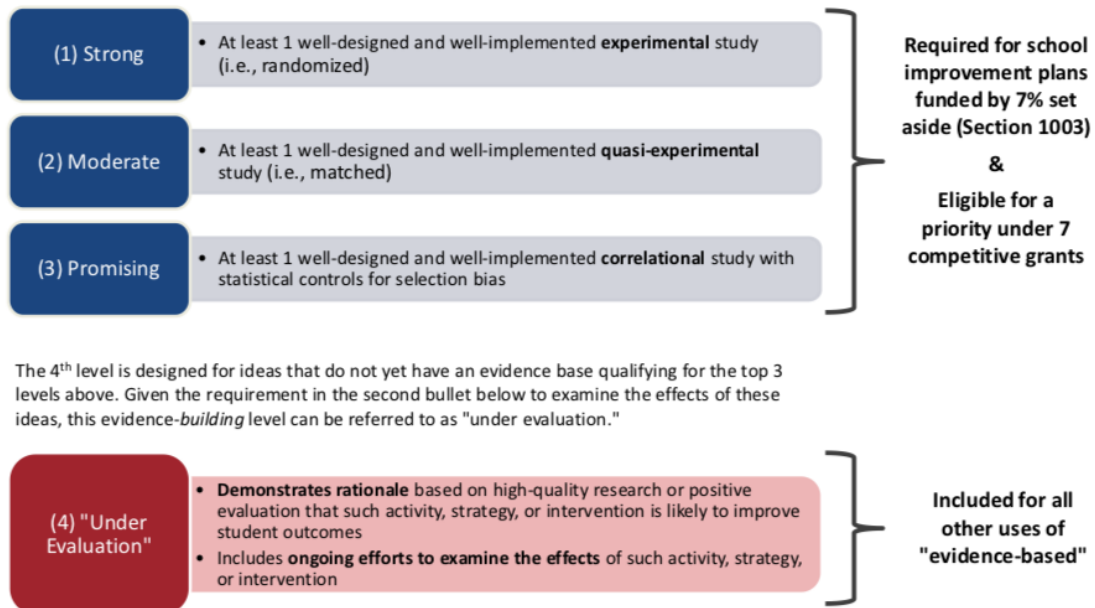 (1) Strong
• At least 1 well-designed and well-implemented experimental study
(i.e., randomized)
(2) Moderate
• At least 1 well-designed and well-implemented quasi-experimental
study (i.e., matched)
(3) Promising
• At least 1 well-designed and well-implemented correlational study with
statistical controls for selection bias
Required for school
improvement plans
funded by 7% set
aside (Section 1003)
&
Eligible for a
priority under 7
competitive grants
The 4th level is designed for ideas that do not yet have an evidence base qualifying for the top 3
levels above. Given the requirement in the second bullet below to examine the effects of these
ideas, this evidence-building level can be referred to as "under evaluation."
(4) "Under
Evaluation"
• Demonstrates rationale based on high-quality research or positive
evaluation that such activity, strategy, or intervention is likely to improve
student outcomes
• Includes ongoing efforts to examine the effects of such activity, strategy,
or intervention
Included for all
other uses of
"evidence-based"